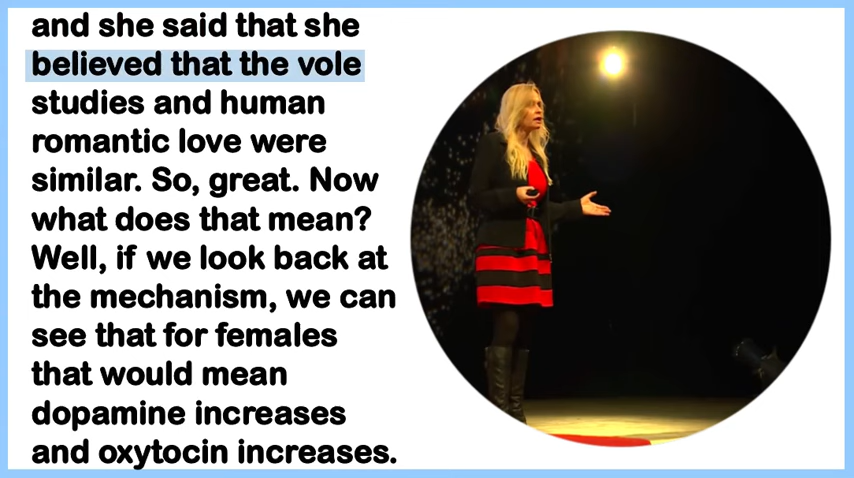 and she said that she
believed that the vole
studies and human
romantic love were
similar. So, great. Now
what does that mean?
Well, if we look back at
the mechanism, we can
see that for females
that would mean
dopamine increases
and oxytocin increases.